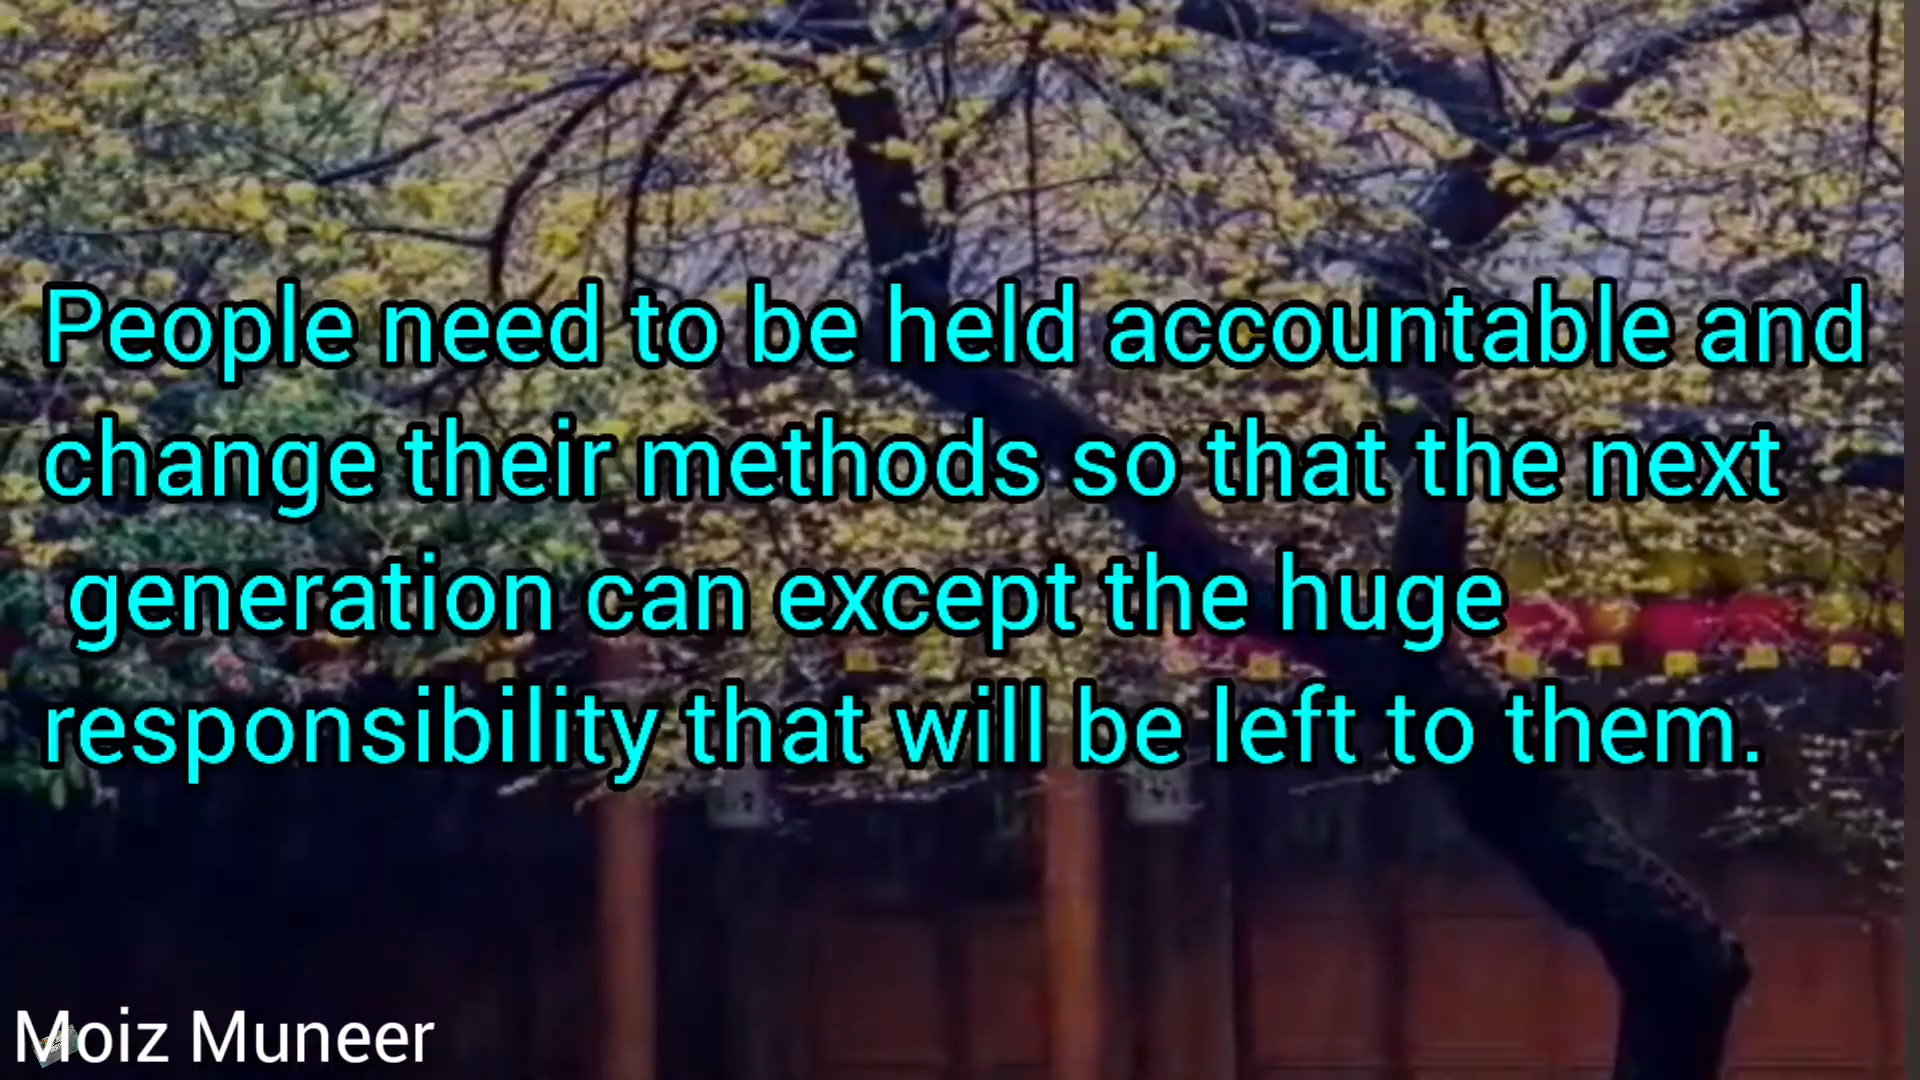 People need to be held accountable and
change their methods so that the next
generation can except the huge
responsibility that will be left to them.
Moiz Muneer